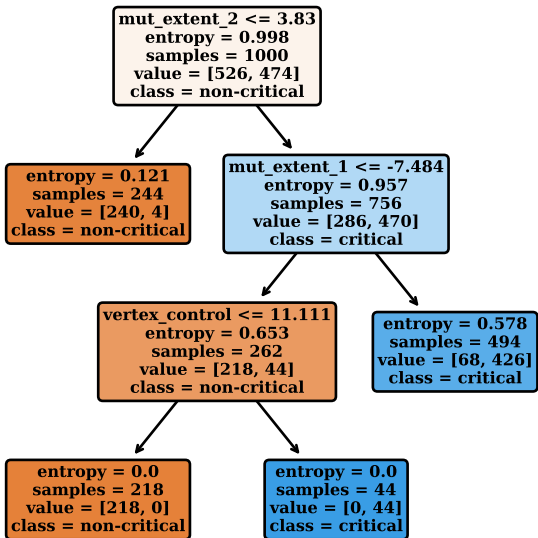 mut_extent_2 <= 3.83
entropy = 0.998
samples = 1000
value = [526, 474]
class = non-critical
entropy = 0.121
samples = 244
value = [240, 4]
class = non-critical
mut_extent_1 <= -7.484
entropy = 0.957
samples = 756
value = [286, 470]
class = critical
vertex_control <= 11.111
entropy = 0.653
samples = 262
value = [218, 44]
class = non-critical
entropy = 0.578
samples = 494
value = [68, 426]
class = critical
entropy = 0.0
samples = 218
value = [218, 0]
class = non-critical
entropy = 0.0
samples = 44
value = [0, 44]
class = critical